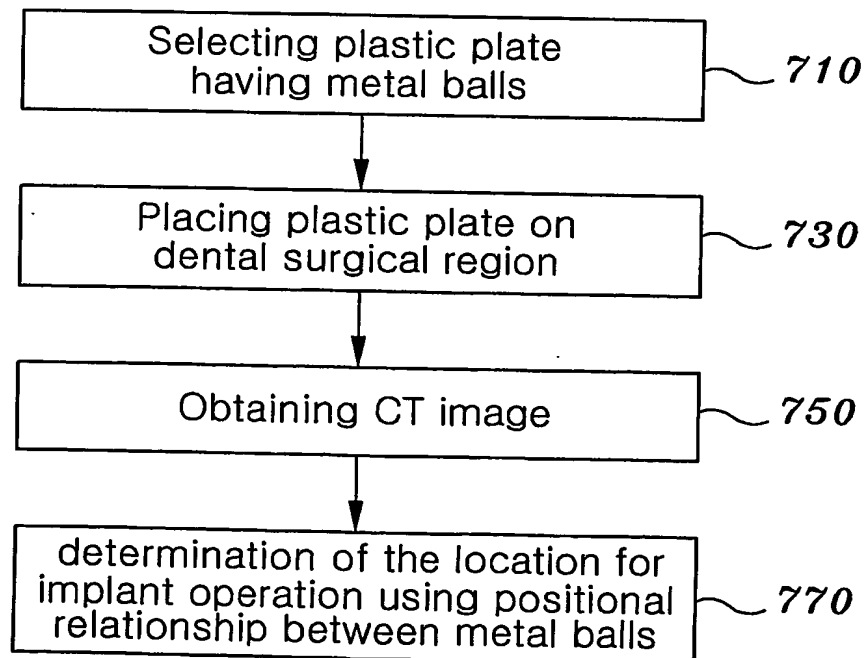 Selecting plastic plate
having metal balls
710
Placing plastic plate on
dental surgical region
730
Obtaining CT image
750
determination of the location for
implant operation using positional
relationship between metal balls
770